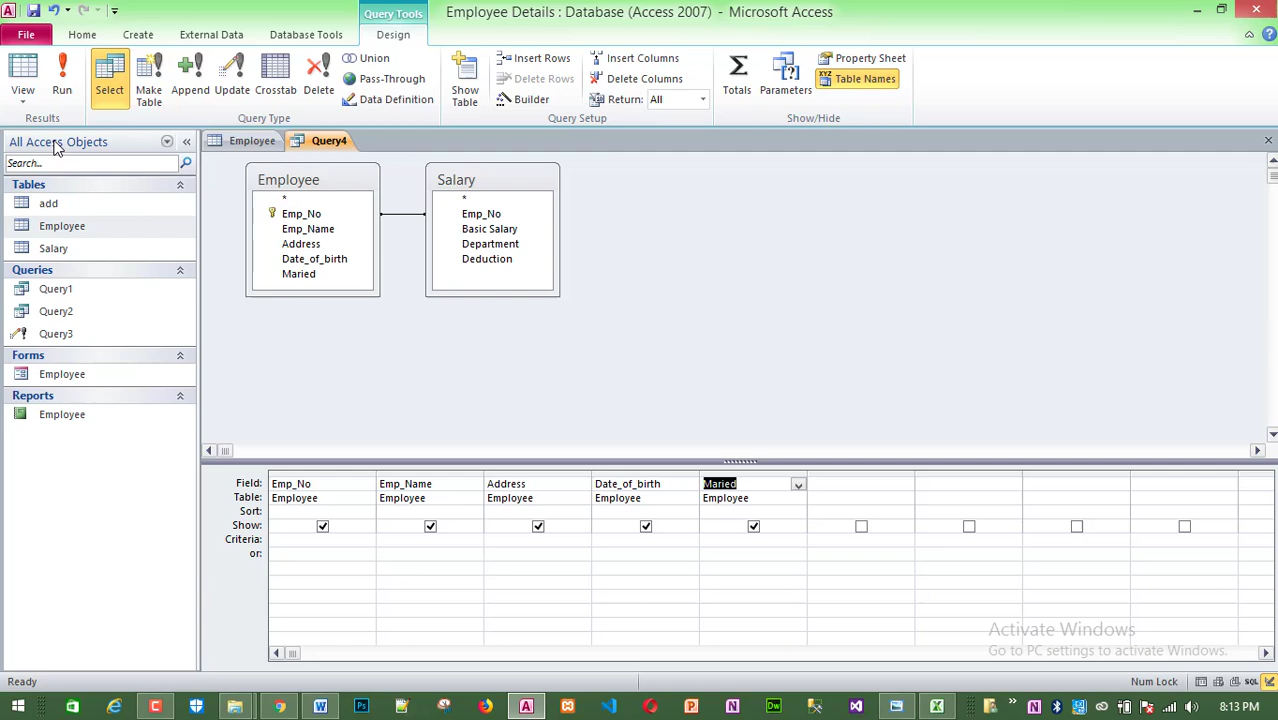 Query Tools
Employee Details : Database (Access 2007) - Microsoft Access
File Home Create External Data Database Tools Design
View
Run
Results
Select
Make Table
Append
Update
Crosstab
Delete
Union
Pass-Through
Data Definition
Query Type
Show Table
Insert Rows
Delete Rows
Builder
Insert Columns
Delete Columns
Return: All
Query Setup
Totals
Parameters
Property Sheet
XYZ Table Names
Show/Hide
All Access Objects
Search...
Tables
add
Employee
Salary
Queries
Query1
Query2
Query3
Forms
Employee
Reports
Employee
Employee Query4
Employee
*
Emp_No
Emp_Name
Address
Date_of_birth
Maried
Salary
*
Emp_No
Basic Salary
Department
Deduction
Field: Emp_No Emp_Name Address Date_of_birth Maried
Table: Employee Employee Employee Employee Employee
Sort:
Show:
Criteria:
or:
Activate Windows
Go to PC settings to activate Windows.
Ready
Num Lock
SQL
8:13 PM